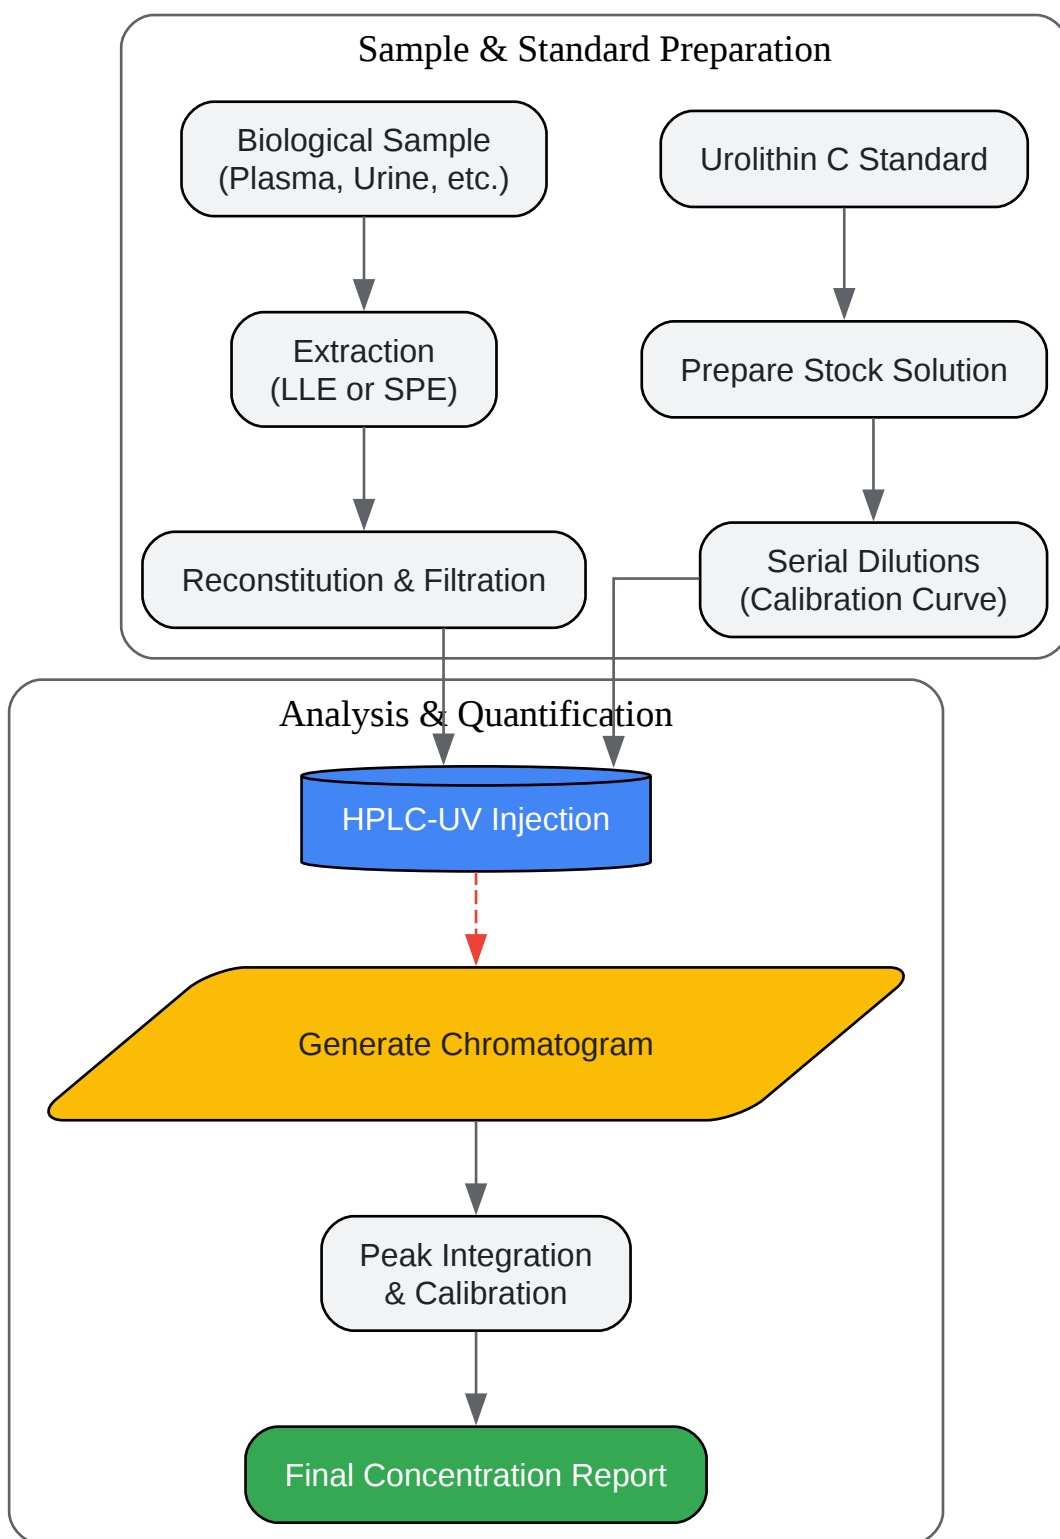 Sample & Standard Preparation
Biological Sample
(Plasma, Urine, etc.)
Urolithin C Standard
Extraction
(LLE or SPE)
Prepare Stock Solution
Reconstitution & Filtration
Serial Dilutions
(Calibration Curve)
Analysis & Quantification
HPLC-UV Injection
Generate Chromatogram
Peak Integration
& Calibration
Final Concentration Report